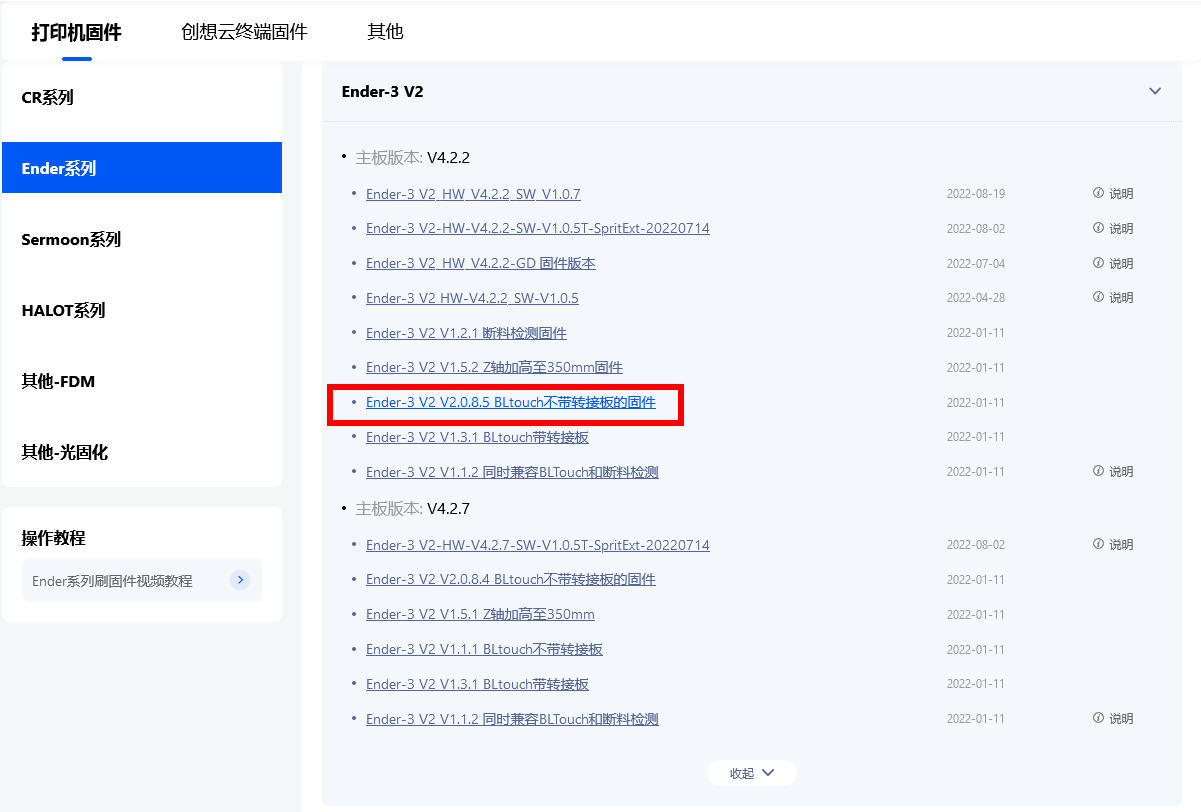 打印机固件 创想云终端固件 其他
CR系列
Ender系列
Sermoon系列
HALOT系列
其他-FDM
其他-光固化
操作教程
Ender系列刷固件视频教程
Ender-3 V2
主板版本: V4.2.2
Ender-3 V2_HW_V4.2.2_SW_V1.0.7 2022-08-19 说明
Ender-3 V2-HW-V4.2.2-SW-V1.0.5T-SpritExt-20220714 2022-08-02 说明
Ender-3 V2_HW_V4.2.2-GD 固件版本 2022-07-04 说明
Ender-3 V2 HW-V4.2.2_SW-V1.0.5 2022-04-28 说明
Ender-3 V2 V1.2.1 断料检测固件 2022-01-11
Ender-3 V2 V1.5.2 Z轴加高至350mm固件 2022-01-11
Ender-3 V2 V2.0.8.5 BLtouch不带转接板的固件 2022-01-11
Ender-3 V2 V1.3.1 BLtouch带转接板 2022-01-11
Ender-3 V2 V1.1.2 同时兼容BLTouch和断料检测 2022-01-11 说明
主板版本: V4.2.7
Ender-3 V2-HW-V4.2.7-SW-V1.0.5T-SpritExt-20220714 2022-08-02 说明
Ender-3 V2 V2.0.8.4 BLtouch不带转接板的固件 2022-01-11
Ender-3 V2 V1.5.1 Z轴加高至350mm 2022-01-11
Ender-3 V2 V1.1.1 BLtouch不带转接板 2022-01-11
Ender-3 V2 V1.3.1 BLtouch带转接板 2022-01-11
Ender-3 V2 V1.1.2 同时兼容BLTouch和断料检测 2022-01-11 说明
收起